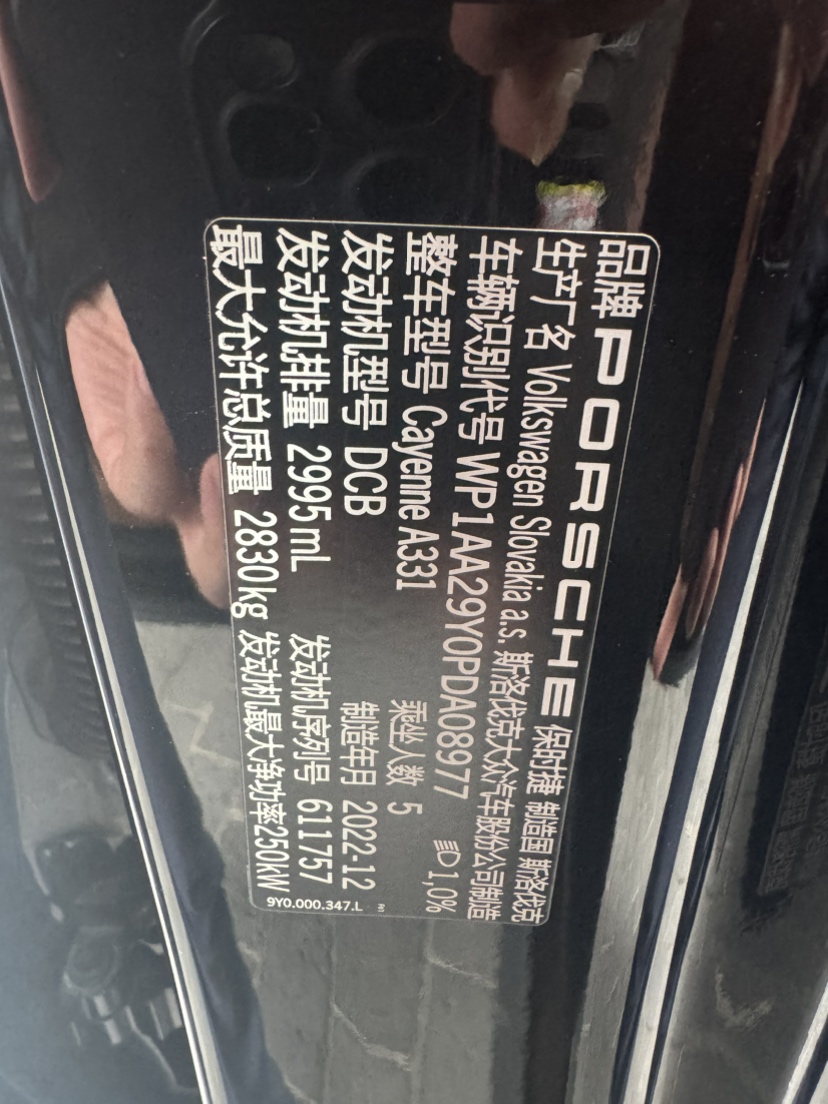 品牌 PORSCHE 保时捷 制造国 斯洛伐克
生产厂名 Volkswagen Slovakia a.s. 斯洛伐克大众汽车股份公司制造
车辆识别代号 WP1AA29Y0PDA08977 1,0%
整车型号 Cayenne A331 乘坐人数 5
发动机型号 DCB 制造年月 2022-12
发动机排量 2995 mL 发动机序列号 611757
最大允许总质量 2830kg 发动机最大净功率250kW
9Y0.000.347.L